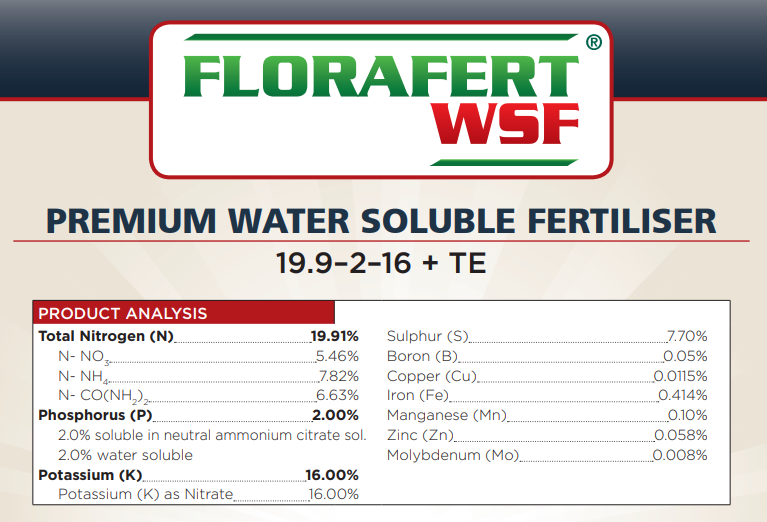 FLORAFERT®
WSF
PREMIUM WATER SOLUBLE FERTILISER
19.9–2–16 + TE
PRODUCT ANALYSIS
Total Nitrogen (N) 19.91%
N- NO₃ 5.46%
N- NH₄ 7.82%
N- CO(NH₂)₂ 6.63%
Phosphorus (P) 2.00%
2.0% soluble in neutral ammonium citrate sol.
2.0% water soluble
Potassium (K) 16.00%
Potassium (K) as Nitrate 16.00%
Sulphur (S) 7.70%
Boron (B) 0.05%
Copper (Cu) 0.0115%
Iron (Fe) 0.414%
Manganese (Mn) 0.10%
Zinc (Zn) 0.058%
Molybdenum (Mo) 0.008%